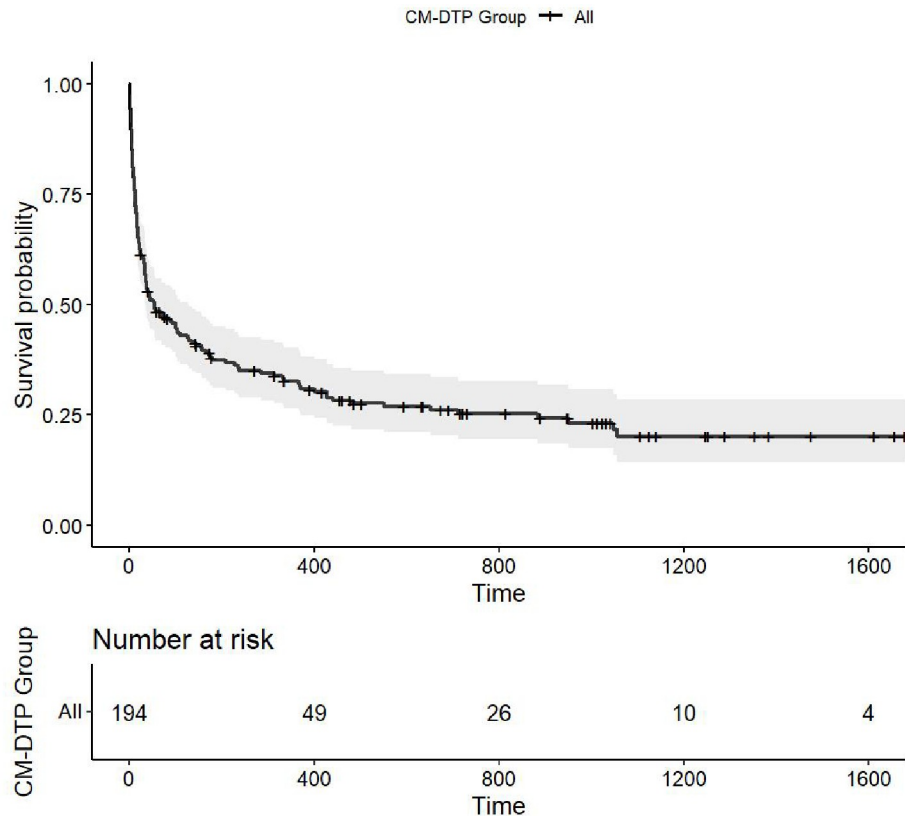 CM-DTP Group All
1.00
0.75
0.50
0.25
0.00
Survival probability
0 400 800 1200 1600
Time
Number at risk
CM-DTP Group
All 194 49 26 10 4
0 400 800 1200 1600
Time